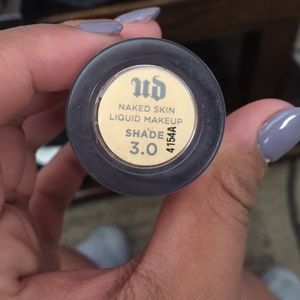 UD
NAKED SKIN
LIQUID MAKEUP
SHADE
3.0
4154A